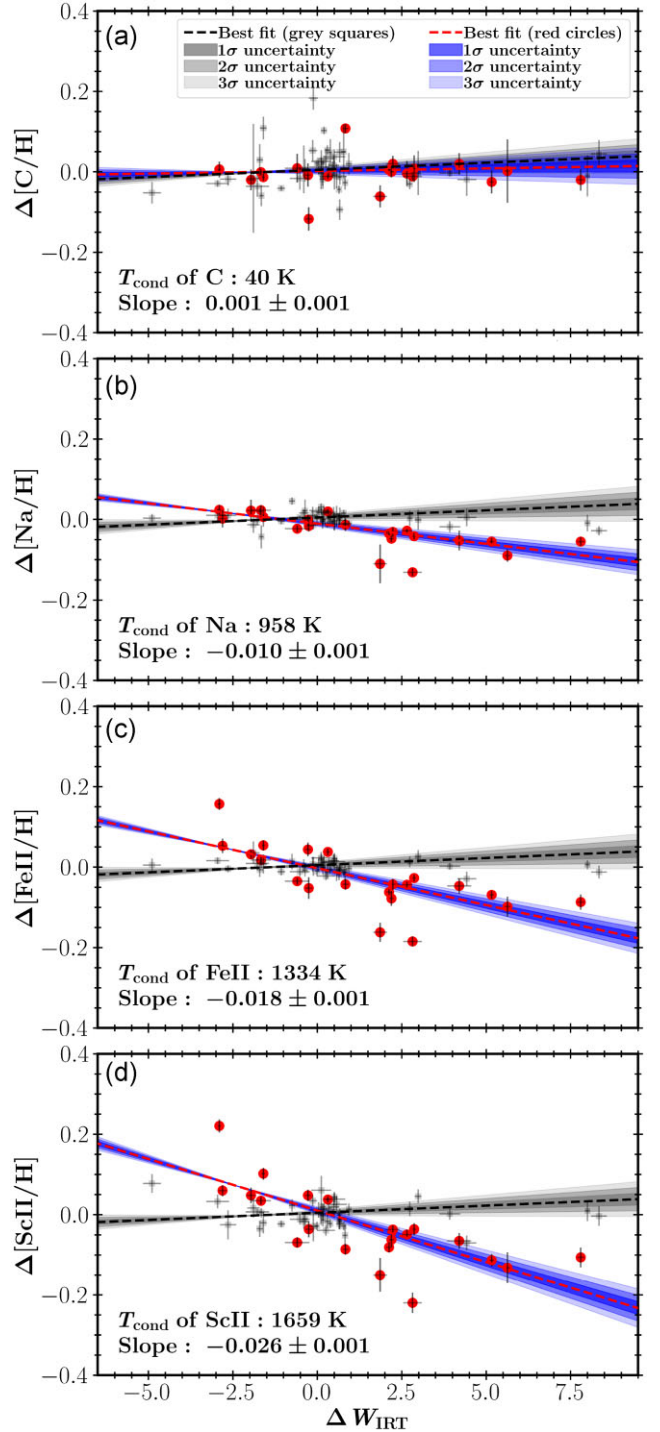 (a)
Best fit (grey squares) Best fit (red circles)
1σ uncertainty 1σ uncertainty
2σ uncertainty 2σ uncertainty
3σ uncertainty 3σ uncertainty
0.4
0.2
0.0
−0.2
−0.4
Δ[C/H]
T_cond of C : 40 K
Slope : 0.001 ± 0.001
(b)
0.4
0.2
0.0
−0.2
−0.4
Δ[Na/H]
T_cond of Na : 958 K
Slope : −0.010 ± 0.001
(c)
0.4
0.2
0.0
−0.2
−0.4
Δ[FeII/H]
T_cond of FeII : 1334 K
Slope : −0.018 ± 0.001
(d)
0.4
0.2
0.0
−0.2
−0.4
Δ[ScII/H]
T_cond of ScII : 1659 K
Slope : −0.026 ± 0.001
−5.0 −2.5 0.0 2.5 5.0 7.5
Δ W_IRT